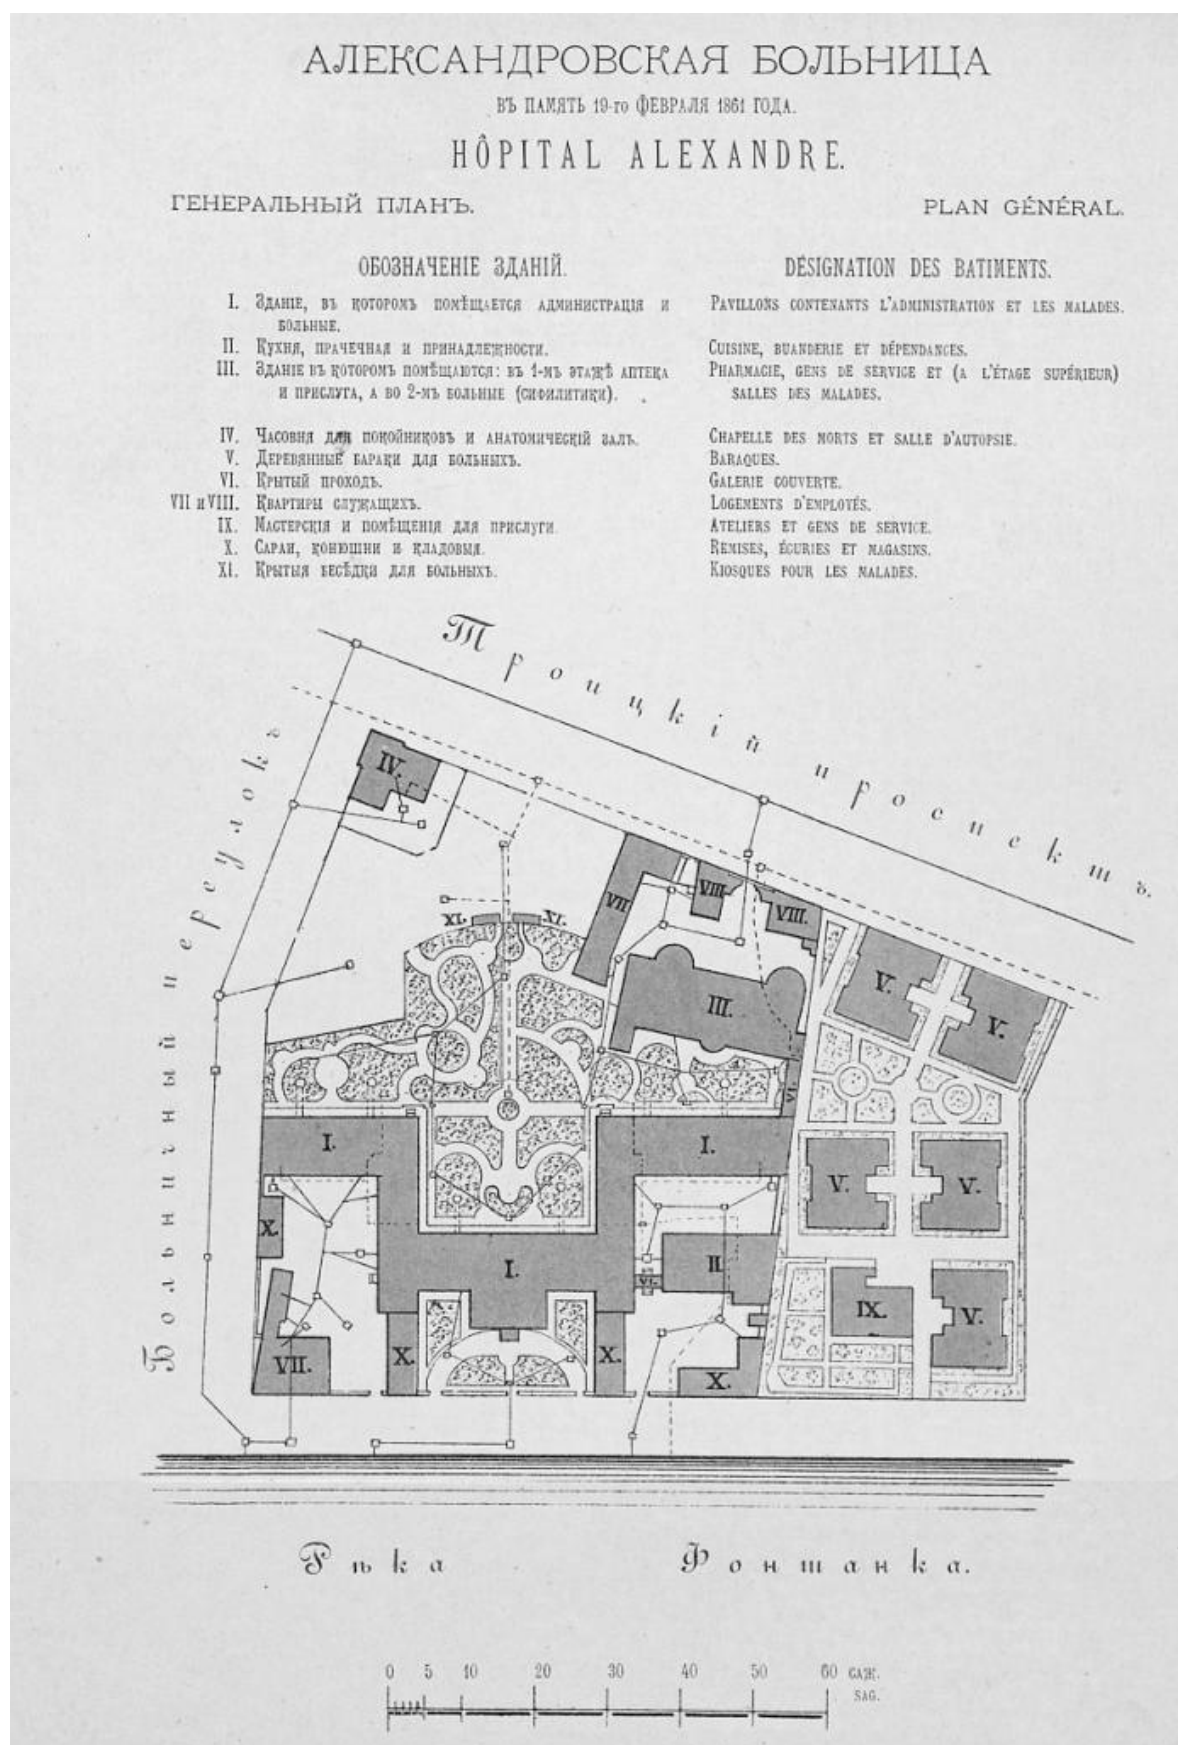 АЛЕКСАНДРОВСКАЯ БОЛЬНИЦА
ВЪ ПАМЯТЬ 19-го ФЕВРАЛЯ 1861 ГОДА.
HÔPITAL ALEXANDRE.
ГЕНЕРАЛЬНЫЙ ПЛАНЪ.
PLAN GÉNÉRAL.
ОБОЗНАЧЕНІЕ ЗДАНІЙ.
I. Зданіе, въ которомъ помѣщается администрація и
больные.
II. Кухня, прачечная и принадлежности.
III. Зданіе въ которомъ помѣщаются: въ 1-мъ этажѣ аптека
и прислуга, а во 2-мъ больные (сифилитики).
IV. Часовня для покойниковъ и анатомическій залъ.
V. Деревянные бараки для больныхъ.
VI. Крытый проходъ.
VII и VIII. Квартиры служащихъ.
IX. Мастерскія и помѣщенія для прислуги.
X. Сараи, конюшни и кладовыя.
XI. Крытыя бесѣдки для больныхъ.
DÉSIGNATION DES BATIMENTS.
Pavillons contenants l'administration et les malades.
Cuisine, buanderie et dépendances.
Pharmacie, gens de service et (a l'étage supérieur)
salles des malades.
Chapelle des morts et salle d'autopsie.
Baraques.
Galerie couverte.
Logements d'employés.
Ateliers et gens de service.
Remises, écuries et magasins.
Kiosques pour les malades.
Троицкій проспектъ.
Больничный переулокъ
IV.
VII
VIII
VIII.
XI.
XI.
III.
V.
V.
VI.
I.
I.
V.
V.
X.
I.
VI.
II.
IX.
V.
VII.
X.
X.
X.
Рѣка Фонтанка.
0 5 10 20 30 40 50 60 САЖ.
SAG.